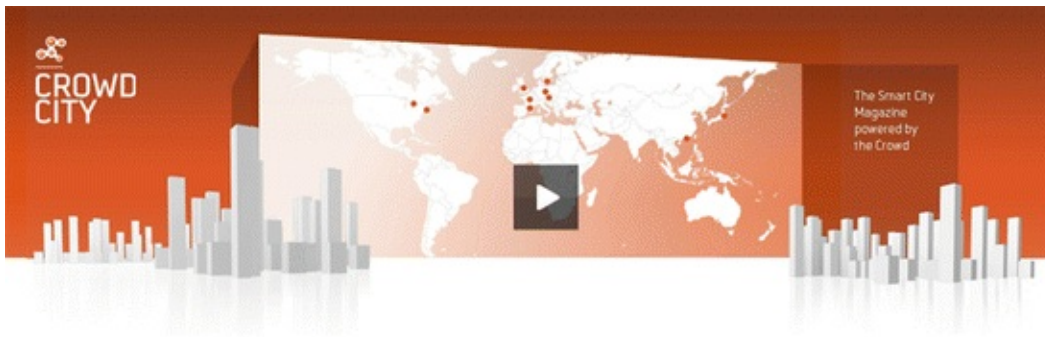 CROWD
CITY
The Smart City
Magazine
powered by
the Crowd